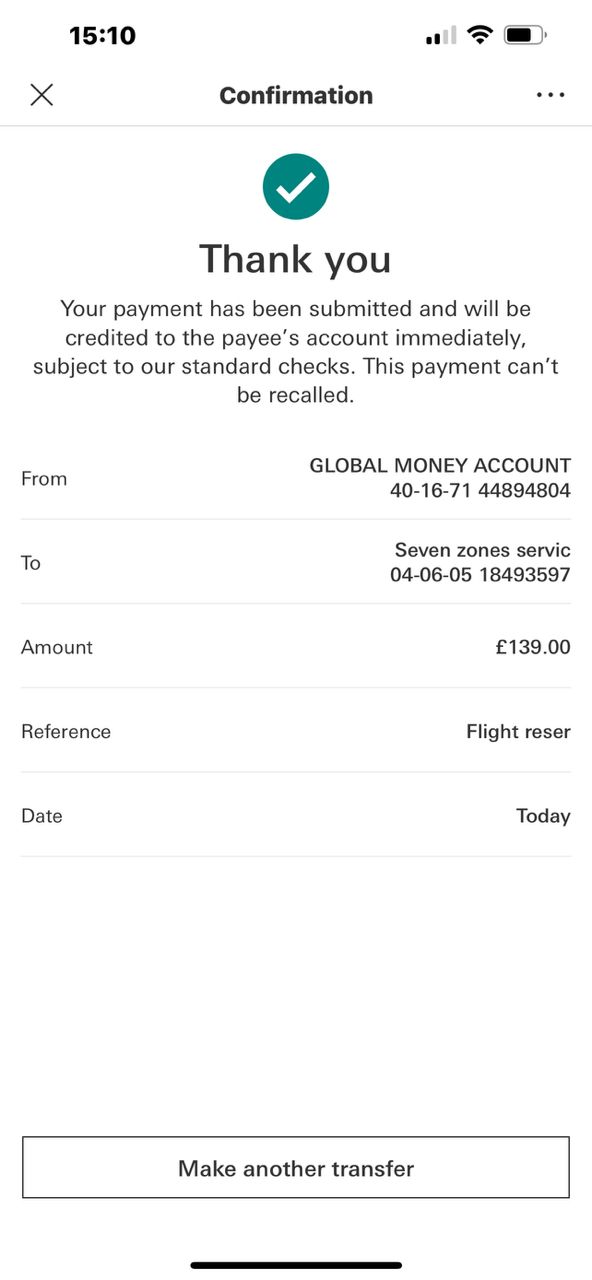 15:10
Confirmation
Thank you
Your payment has been submitted and will be
credited to the payee’s account immediately,
subject to our standard checks. This payment can’t
be recalled.
From
GLOBAL MONEY ACCOUNT
40-16-71 44894804
To
Seven zones servic
04-06-05 18493597
Amount
£139.00
Reference
Flight reser
Date
Today
Make another transfer